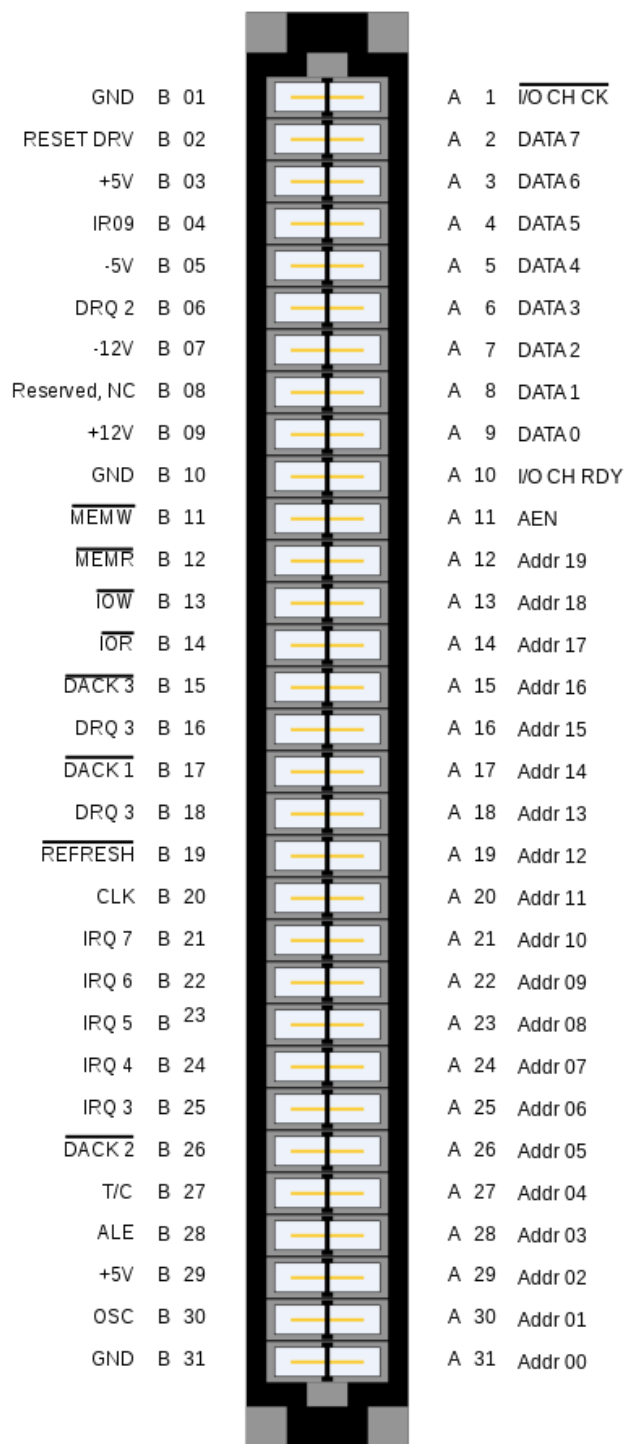 GND B 01 A 1 I/O CH CK
RESET DRV B 02 A 2 DATA 7
+5V B 03 A 3 DATA 6
IR09 B 04 A 4 DATA 5
-5V B 05 A 5 DATA 4
DRQ 2 B 06 A 6 DATA 3
-12V B 07 A 7 DATA 2
Reserved, NC B 08 A 8 DATA 1
+12V B 09 A 9 DATA 0
GND B 10 A 10 I/O CH RDY
MEMW B 11 A 11 AEN
MEMR B 12 A 12 Addr 19
IOW B 13 A 13 Addr 18
IOR B 14 A 14 Addr 17
DACK 3 B 15 A 15 Addr 16
DRQ 3 B 16 A 16 Addr 15
DACK 1 B 17 A 17 Addr 14
DRQ 3 B 18 A 18 Addr 13
REFRESH B 19 A 19 Addr 12
CLK B 20 A 20 Addr 11
IRQ 7 B 21 A 21 Addr 10
IRQ 6 B 22 A 22 Addr 09
IRQ 5 B 23 A 23 Addr 08
IRQ 4 B 24 A 24 Addr 07
IRQ 3 B 25 A 25 Addr 06
DACK 2 B 26 A 26 Addr 05
T/C B 27 A 27 Addr 04
ALE B 28 A 28 Addr 03
+5V B 29 A 29 Addr 02
OSC B 30 A 30 Addr 01
GND B 31 A 31 Addr 00